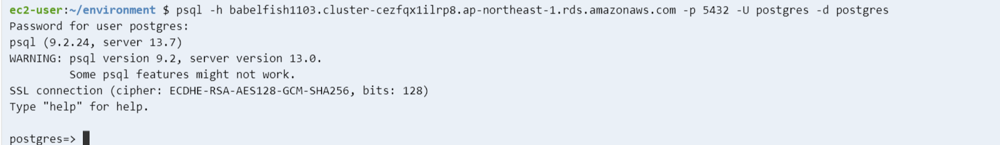 ec2-user:~/environment $ psql -h babelfish1103.cluster-cezfqx1ilrp8.ap-northeast-1.rds.amazonaws.com -p 5432 -U postgres -d postgres
Password for user postgres:
psql (9.2.24, server 13.7)
WARNING: psql version 9.2, server version 13.0.
         Some psql features might not work.
SSL connection (cipher: ECDHE-RSA-AES128-GCM-SHA256, bits: 128)
Type "help" for help.
postgres=>